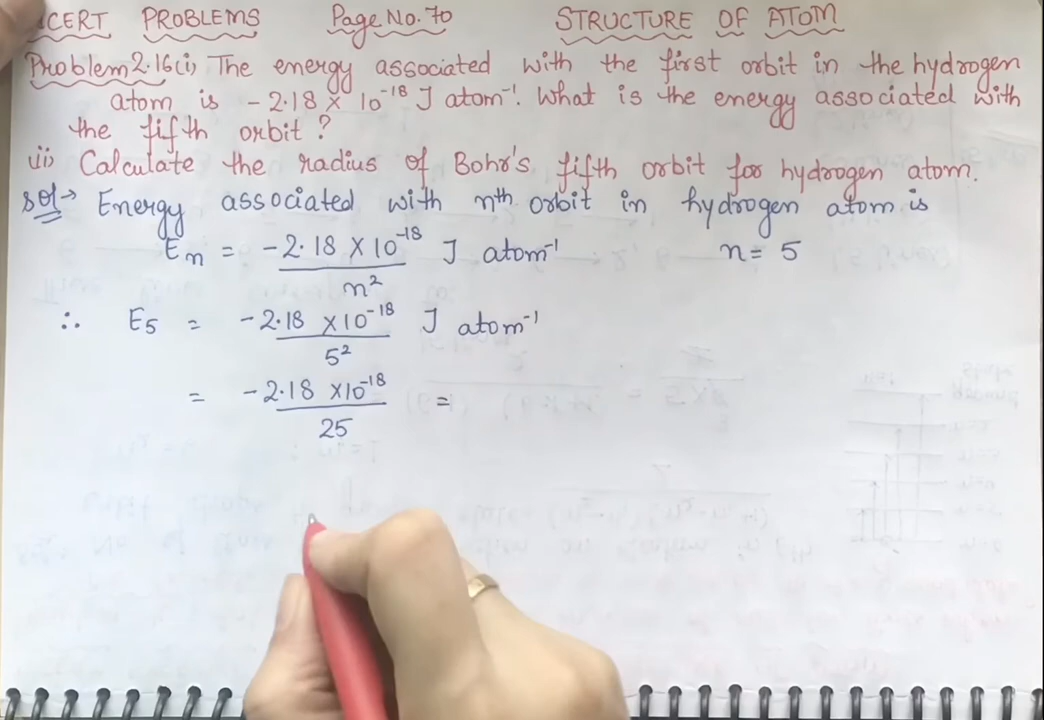 NCERT PROBLEMS Page No. 70 STRUCTURE OF ATOM
Problem 2.16(i) The energy associated with the first orbit in the hydrogen
atom is -2.18 × 10⁻¹⁸ J atom⁻¹. What is the energy associated with
the fifth orbit?
ii) Calculate the radius of Bohr's fifth orbit for hydrogen atom.
Sol → Energy associated with nth orbit in hydrogen atom is
Eₙ = -2.18 × 10⁻¹⁸ / n² J atom⁻¹ n = 5
∴ E₅ = -2.18 × 10⁻¹⁸ / 5² J atom⁻¹
= -2.18 × 10⁻¹⁸ / 25 =